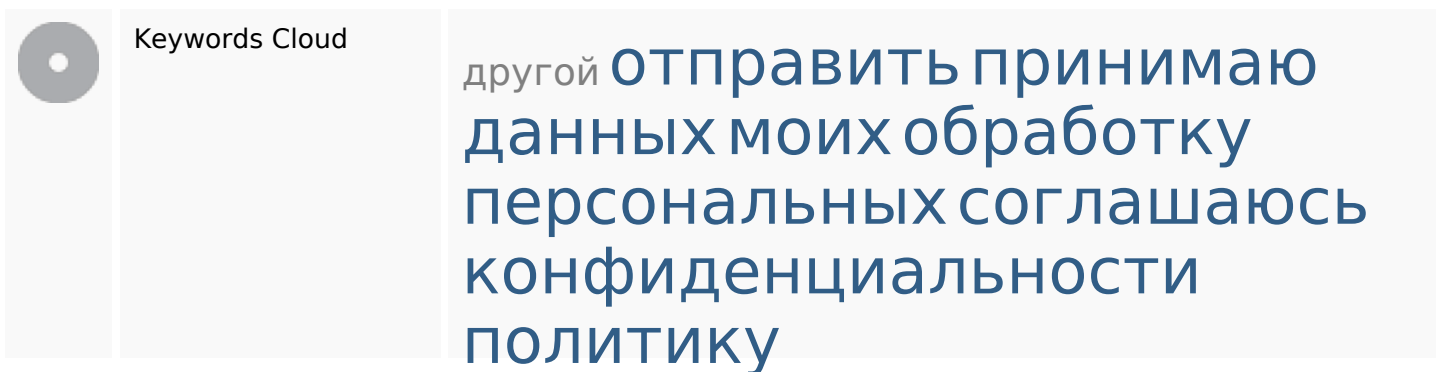 Keywords Cloud
другой отправить принимаю
данных моих обработку
персональных соглашаюсь
конфиденциальности
политику